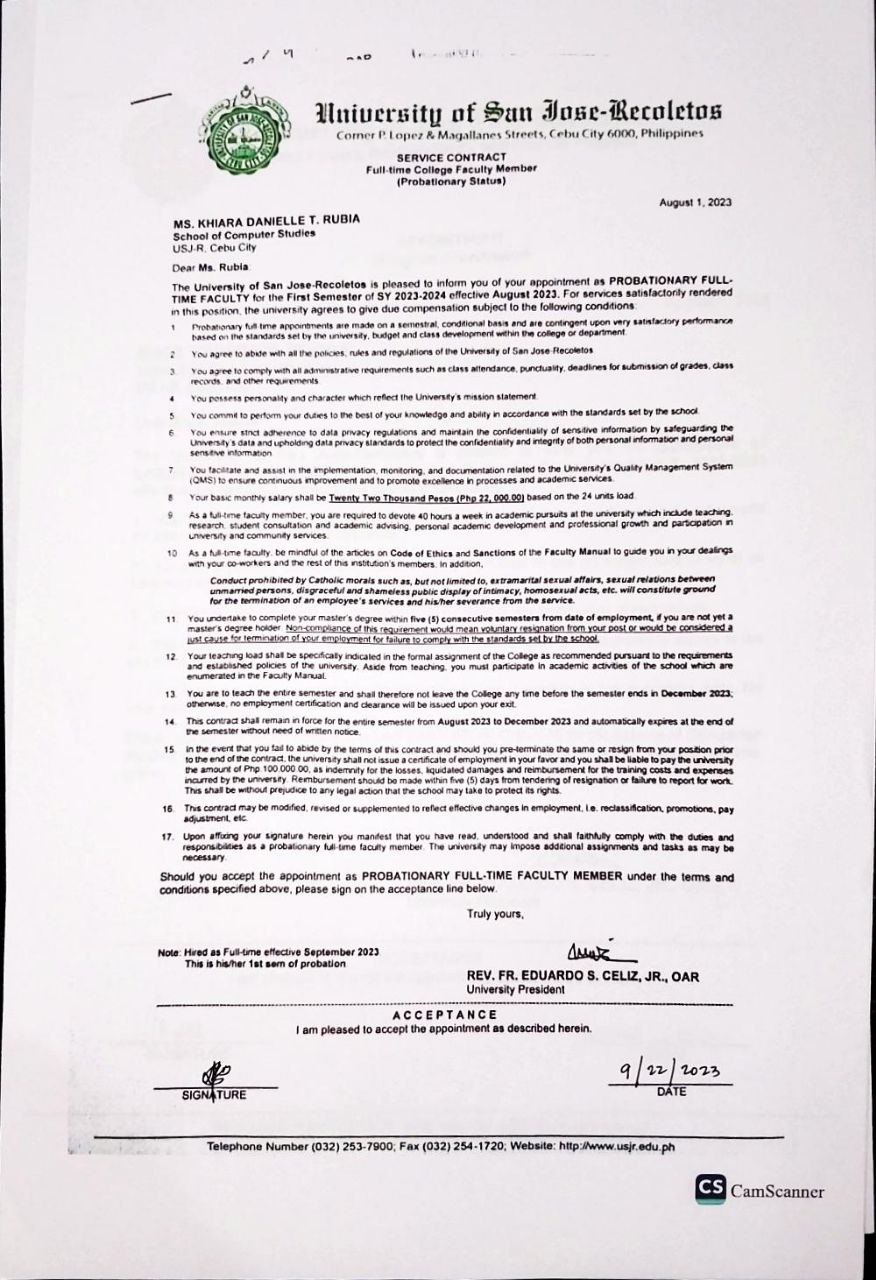 University of San Jose-Recoletos
Corner P. Lopez & Magallanes Streets, Cebu City 6000, Philippines
SERVICE CONTRACT
Full-time College Faculty Member
(Probationary Status)
August 1, 2023
MS. KHIARA DANIELLE T. RUBIA
School of Computer Studies
USJ-R, Cebu City
Dear Ms. Rubia
The University of San Jose-Recoletos is pleased to inform you of your appointment as PROBATIONARY FULL-
TIME FACULTY for the First Semester of SY 2023-2024 effective August 2023. For services satisfactorily rendered
in this position, the university agrees to give due compensation subject to the following conditions:
1 Probationary full time appointments are made on a semestral, conditional basis and are contingent upon very satisfactory performance
based on the standards set by the university, budget and class development within the college or department.
2 You agree to abide with all the policies, rules and regulations of the University of San Jose-Recoletos
3. You agree to comply with all administrative requirements such as class attendance, punctuality, deadlines for submission of grades, class
records, and other requirements
4 You possess personality and character which reflect the University's mission statement.
5 You commit to perform your duties to the best of your knowledge and ability in accordance with the standards set by the school.
6 You ensure strict adherence to data privacy regulations and maintain the confidentiality of sensitive information by safeguarding the
University's data and upholding data privacy standards to protect the confidentiality and integrity of both personal information and personal
sensitive information
7 You facilitate and assist in the implementation, monitoring, and documentation related to the University's Quality Management System
(QMS) to ensure continuous improvement and to promote excellence in processes and academic services.
8 Your basic monthly salary shall be Twenty Two Thousand Pesos (Php 22, 000.00) based on the 24 units load.
9. As a full-time faculty member, you are required to devote 40 hours a week in academic pursuits at the university which include teaching,
research, student consultation and academic advising, personal academic development and professional growth and participation in
university and community services.
10 As a full-time faculty, be mindful of the articles on Code of Ethics and Sanctions of the Faculty Manual to guide you in your dealings
with your co-workers and the rest of this institution's members. In addition,
Conduct prohibited by Catholic morals such as, but not limited to, extramarital sexual affairs, sexual relations between
unmarried persons, disgraceful and shameless public display of intimacy, homosexual acts, etc. will constitute ground
for the termination of an employee's services and his/her severance from the service.
11. You undertake to complete your master's degree within five (5) consecutive semesters from date of employment, if you are not yet a
master's degree holder. Non-compliance of this requirement would mean voluntary resignation from your post or would be considered a
just cause for termination of your employment for failure to comply with the standards set by the school.
12. Your teaching load shall be specifically indicated in the formal assignment of the College as recommended pursuant to the requirements
and established policies of the university. Aside from teaching, you must participate in academic activities of the school which are
enumerated in the Faculty Manual.
13. You are to teach the entire semester and shall therefore not leave the College any time before the semester ends in December 2023;
otherwise, no employment certification and clearance will be issued upon your exit.
14. This contract shall remain in force for the entire semester from August 2023 to December 2023 and automatically expires at the end of
the semester without need of written notice.
15. In the event that you fail to abide by the terms of this contract and should you pre-terminate the same or resign from your position prior
to the end of the contract, the university shall not issue a certificate of employment in your favor and you shall be liable to pay the university
the amount of Php 100,000.00, as indemnity for the losses, liquidated damages and reimbursement for the training costs and expenses
incurred by the university. Reimbursement should be made within five (5) days from tendering of resignation or failure to report for work.
This shall be without prejudice to any legal action that the school may take to protect its rights.
16. This contract may be modified, revised or supplemented to reflect effective changes in employment, i.e. reclassification, promotions, pay
adjustment, etc.
17. Upon affixing your signature herein you manifest that you have read, understood and shall faithfully comply with the duties and
responsibilities as a probationary full-time faculty member. The university may impose additional assignments and tasks as may be
necessary.
Should you accept the appointment as PROBATIONARY FULL-TIME FACULTY MEMBER under the terms and
conditions specified above, please sign on the acceptance line below.
Truly yours,
Note: Hired as Full-time effective September 2023
This is his/her 1st sem of probation
REV. FR. EDUARDO S. CELIZ, JR., OAR
University President
ACCEPTANCE
I am pleased to accept the appointment as described herein.
9/22/2023
SIGNATURE
DATE
Telephone Number (032) 253-7900; Fax (032) 254-1720; Website: http://www.usjr.edu.ph
CS CamScanner